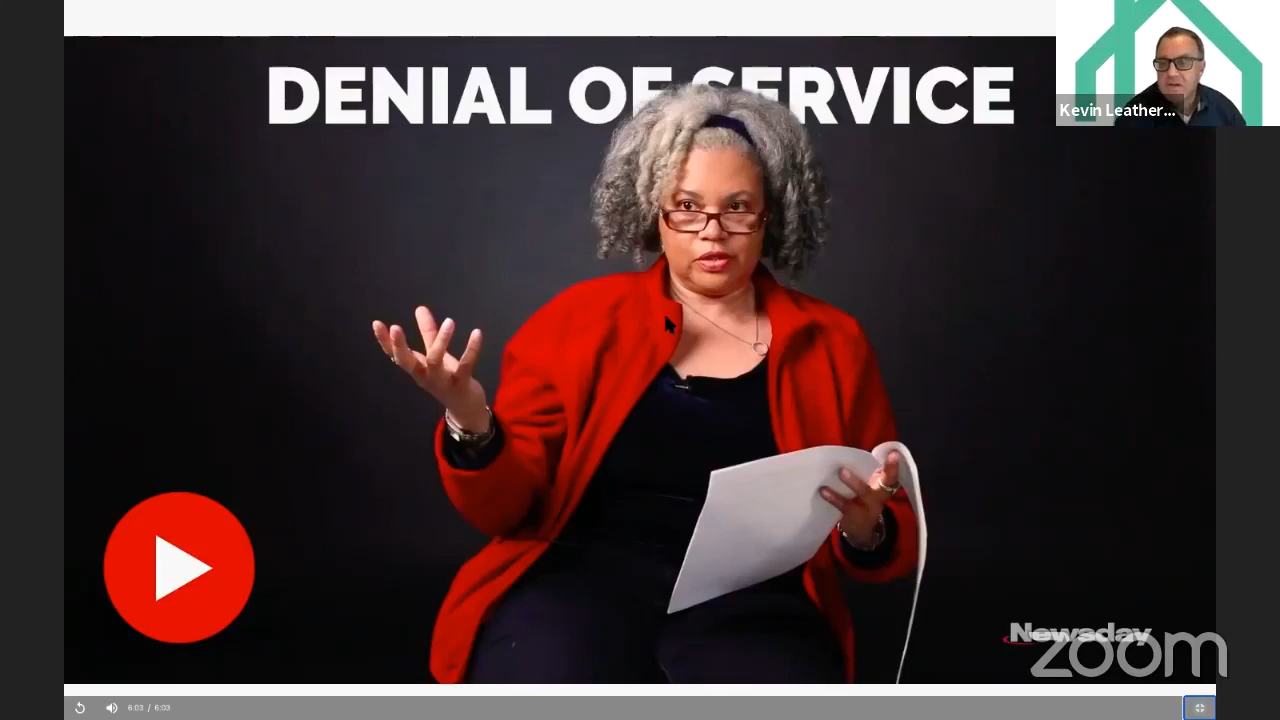 DENIAL OF SERVICE
Kevin Leather...
Newsday
zoom
6:03 / 6:03